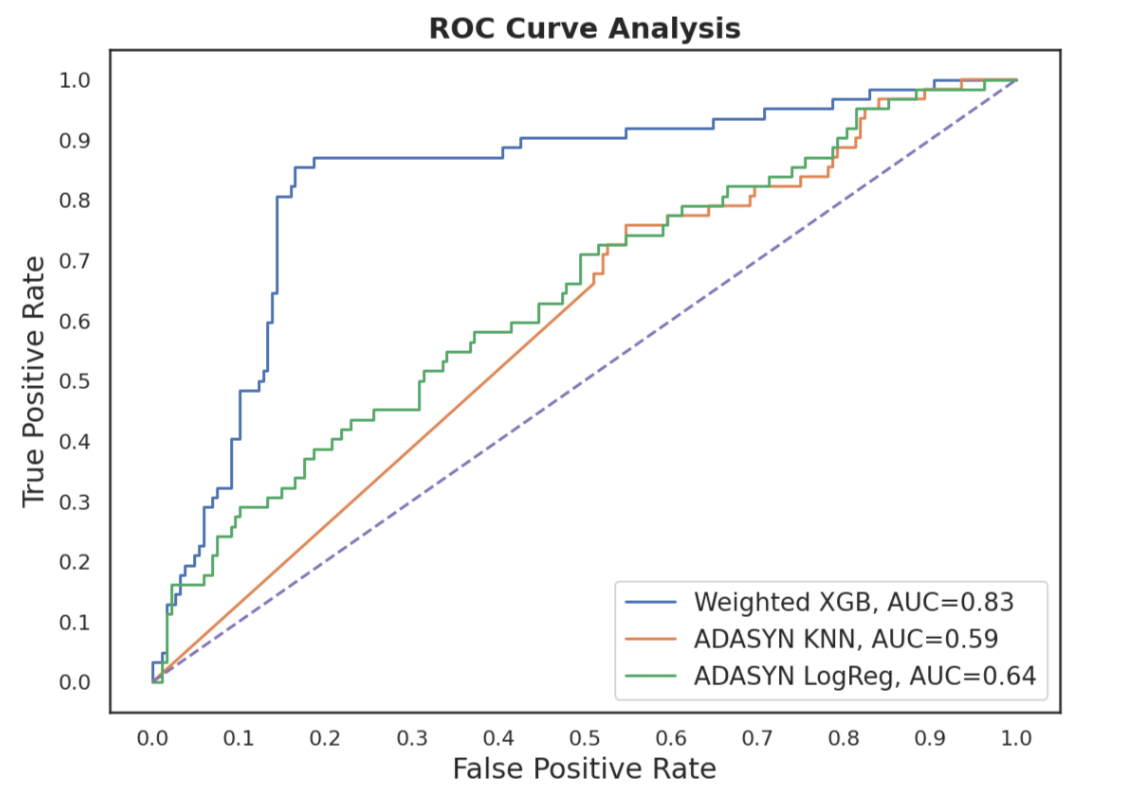 ROC Curve Analysis
True Positive Rate
1.0
0.9
0.8
0.7
0.6
0.5
0.4
0.3
0.2
0.1
0.0
Weighted XGB, AUC=0.83
ADASYN KNN, AUC=0.59
ADASYN LogReg, AUC=0.64
0.0 0.1 0.2 0.3 0.4 0.5 0.6 0.7 0.8 0.9 1.0
False Positive Rate